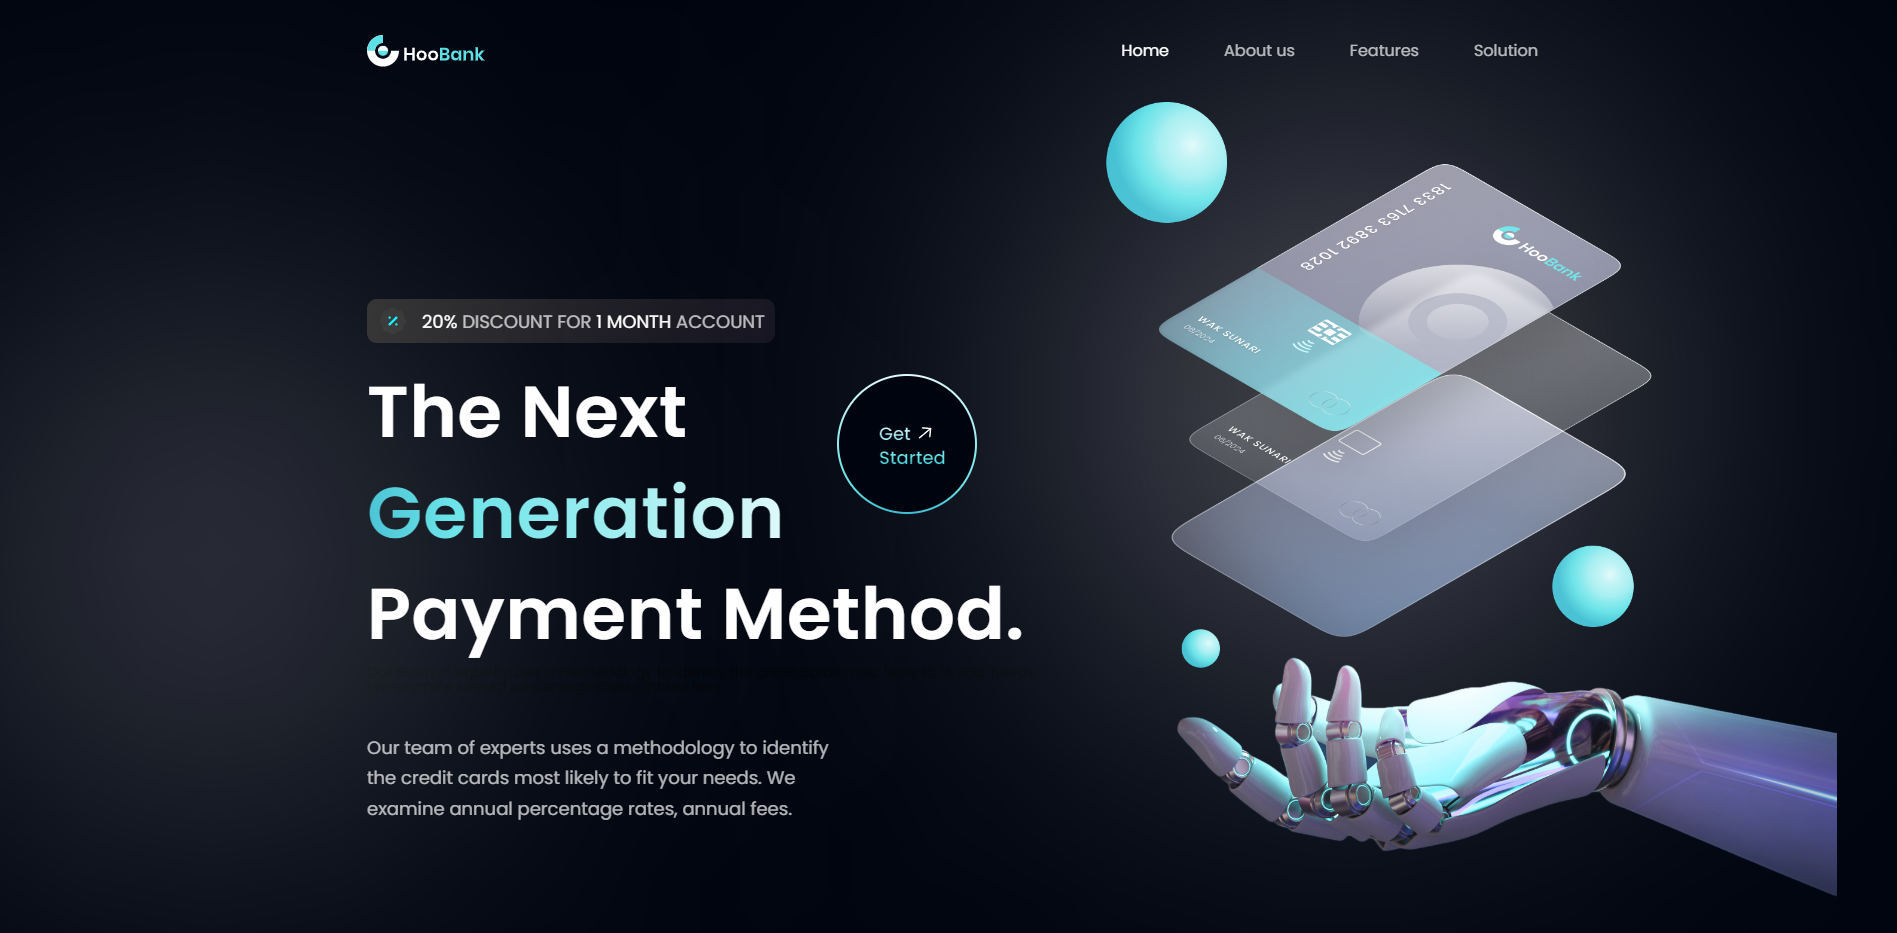 HooBank
Home
About us
Features
Solution
20% DISCOUNT FOR 1 MONTH ACCOUNT
The Next
Generation
Payment Method.
Get
Started
Our team of experts uses a methodology to identify
the credit cards most likely to fit your needs. We
examine annual percentage rates, annual fees.
1833 7163 3892 1028
HooBank
WAK SUNARI
06/2024
WAK SUNARI
06/2024